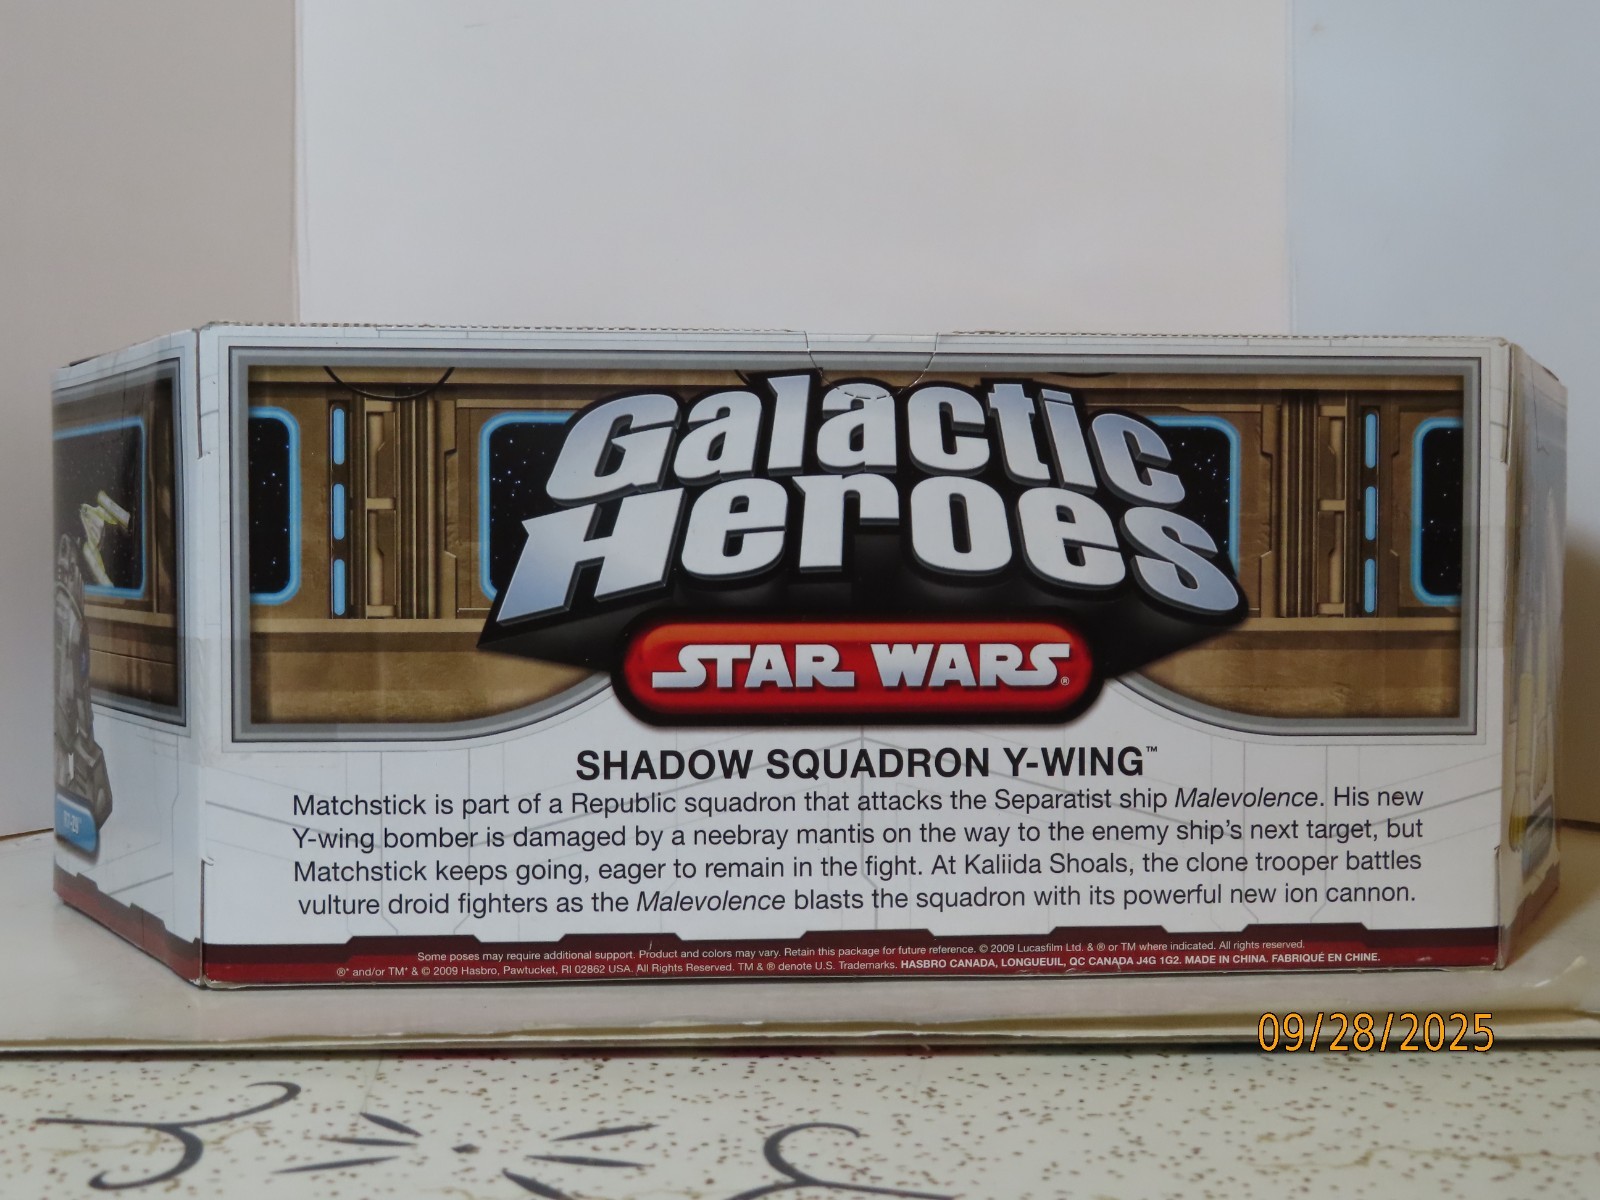 Galactic
Heroes
STAR WARS®
SHADOW SQUADRON Y-WING™
Matchstick is part of a Republic squadron that attacks the Separatist ship Malevolence. His new
Y-wing bomber is damaged by a neebray mantis on the way to the enemy ship's next target, but
Matchstick keeps going, eager to remain in the fight. At Kaliida Shoals, the clone trooper battles
vulture droid fighters as the Malevolence blasts the squadron with its powerful new ion cannon.
Some poses may require additional support. Product and colors may vary. Retain this package for future reference. © 2009 Lucasfilm Ltd. & ® or TM where indicated. All rights reserved.
®* and/or TM* & © 2009 Hasbro, Pawtucket, RI 02862 USA. All Rights Reserved. TM & ® denote U.S. Trademarks. HASBRO CANADA, LONGUEUIL, QC CANADA J4G 1G2. MADE IN CHINA. FABRIQUÉ EN CHINE.
09/28/2025